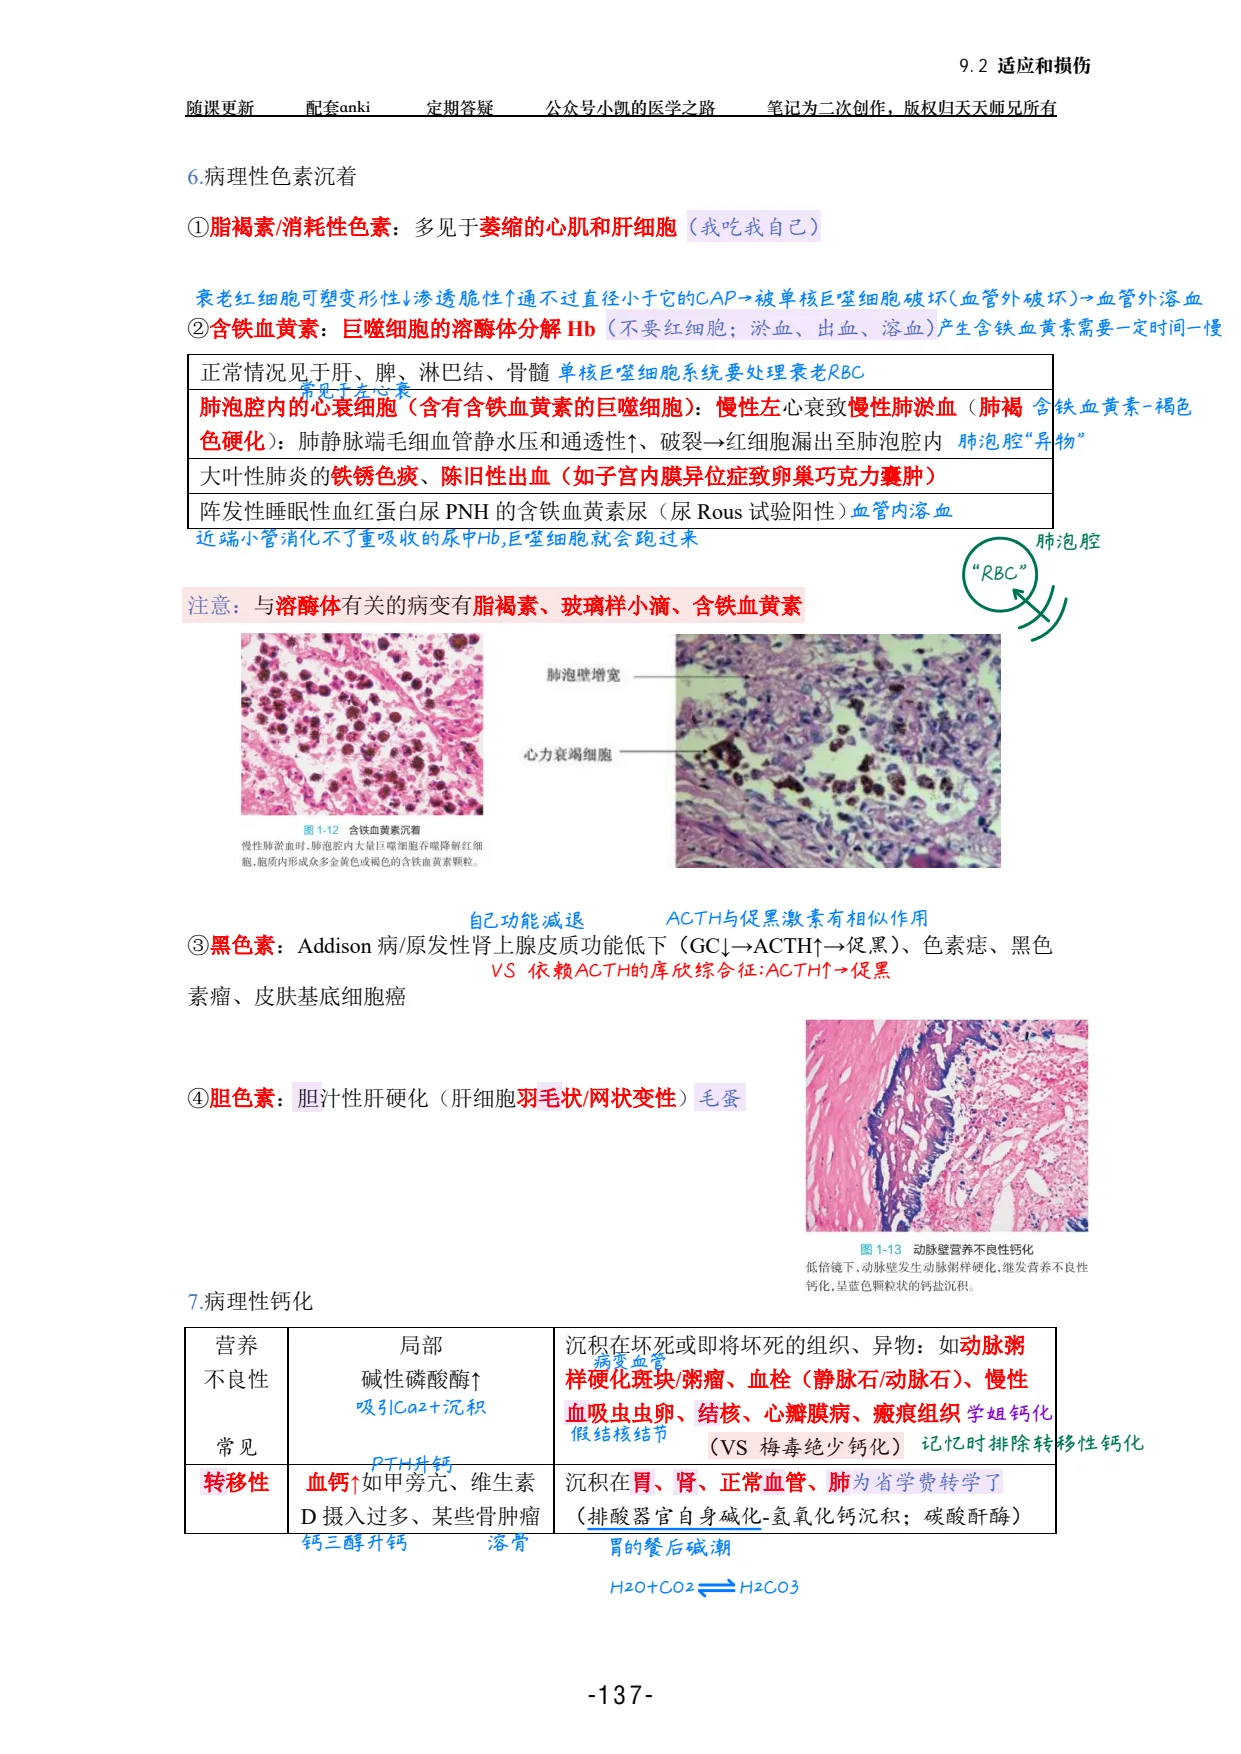 9.2 适应和损伤
随课更新 配套anki 定期答疑 公众号小凯的医学之路 笔记为二次创作，版权归天天师兄所有
6.病理性色素沉着
①脂褐素/消耗性色素：多见于萎缩的心肌和肝细胞（我吃我自己）
衰老红细胞可塑变形性↓渗透脆性↑通不过直径小于它的CAP→被单核巨噬细胞破坏(血管外破坏)→血管外溶血
②含铁血黄素：巨噬细胞的溶酶体分解 Hb（不要红细胞；淤血、出血、溶血）产生含铁血黄素需要一定时间-慢
正常情况见于肝、脾、淋巴结、骨髓 单核巨噬细胞系统要处理衰老RBC
常见于左心衰
肺泡腔内的心衰细胞（含有含铁血黄素的巨噬细胞）：慢性左心衰致慢性肺淤血（肺褐 含铁血黄素-褐色
色硬化）：肺静脉端毛细血管静水压和通透性↑、破裂→红细胞漏出至肺泡腔内 肺泡腔“异物”
大叶性肺炎的铁锈色痰、陈旧性出血（如子宫内膜异位症致卵巢巧克力囊肿）
阵发性睡眠性血红蛋白尿 PNH 的含铁血黄素尿（尿 Rous 试验阳性）血管内溶血
近端小管消化不了重吸收的尿中Hb,巨噬细胞就会跑过来
肺泡腔
“RBC”
注意：与溶酶体有关的病变有脂褐素、玻璃样小滴、含铁血黄素
肺泡壁增宽
心力衰竭细胞
图 1-12 含铁血黄素沉着
慢性肺淤血时,肺泡腔内大量巨噬细胞吞噬降解红细
胞,胞质内形成众多金黄色或褐色的含铁血黄素颗粒。
自己功能减退 ACTH与促黑激素有相似作用
③黑色素：Addison 病/原发性肾上腺皮质功能低下（GC↓→ACTH↑→促黑）、色素痣、黑色
VS 依赖ACTH的库欣综合征:ACTH↑→促黑
素瘤、皮肤基底细胞癌
④胆色素：胆汁性肝硬化（肝细胞羽毛状/网状变性）毛蛋
图 1-13 动脉壁营养不良性钙化
低倍镜下,动脉壁发生动脉粥样硬化,继发营养不良性
钙化,呈蓝色颗粒状的钙盐沉积。
7.病理性钙化
营养 局部 沉积在坏死或即将坏死的组织、异物：如动脉粥
病变血管
不良性 碱性磷酸酶↑ 样硬化斑块/粥瘤、血栓（静脉石/动脉石）、慢性
吸引Ca2+沉积 血吸虫虫卵、结核、心瓣膜病、瘢痕组织 学姐钙化
假结核结节
常见 （VS 梅毒绝少钙化） 记忆时排除转移性钙化
PTH升钙
转移性 血钙↑如甲旁亢、维生素 沉积在胃、肾、正常血管、肺为省学费转学了
D 摄入过多、某些骨肿瘤 （排酸器官自身碱化-氢氧化钙沉积；碳酸酐酶）
钙三醇升钙 溶骨 胃的餐后碱潮
H2O+CO2⇌H2CO3
-137-